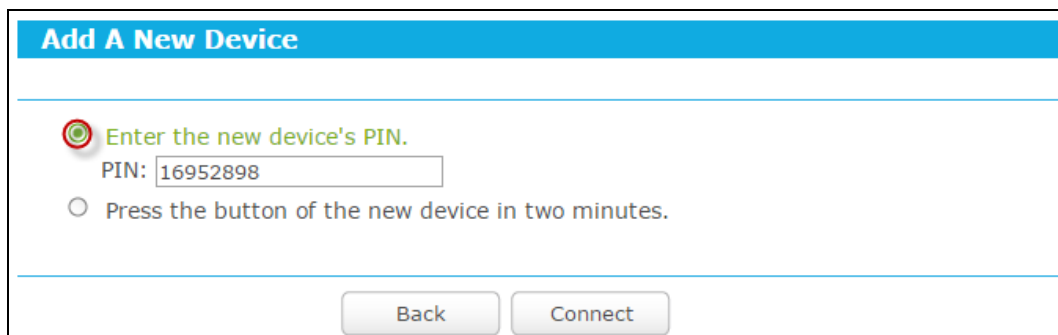 Add A New Device
Enter the new device's PIN.
PIN: 16952898
Press the button of the new device in two minutes.
Back Connect